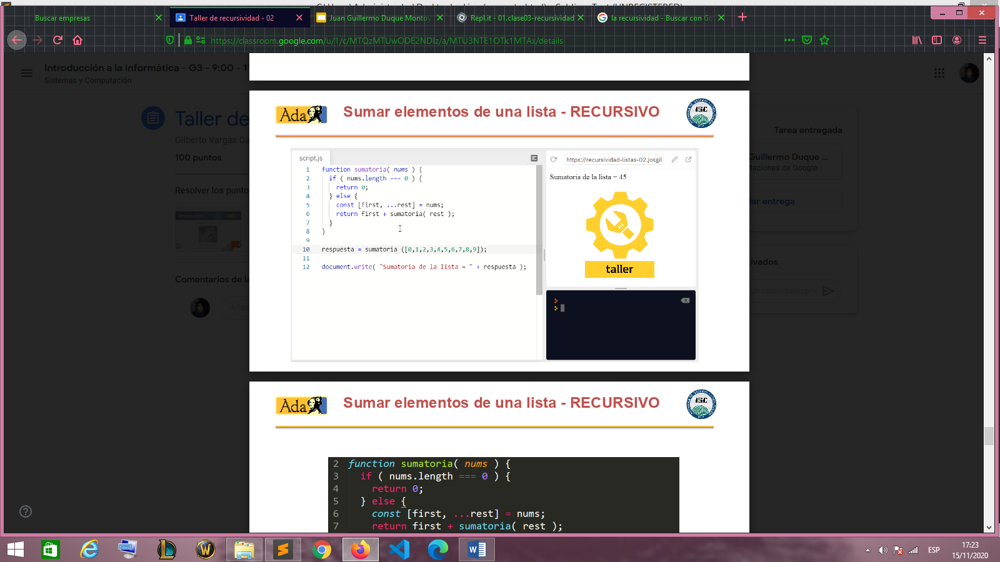 Buscar empresas
Taller de recursividad - 02
Juan Guillermo Duque Montoy
Repl.it - 01.clase03-recursividad
la recursividad - Buscar con Go
https://classroom.google.com/u/1/c/MTQzMTUwODE2NDIz/a/MTU3NTE1OTk1MTAx/details
Introducción a la Informática - G3 - 9:00 - 1
Sistemas y Computación
Taller de
Gilberto Vargas C
100 puntos
Resolver los punto
Comentarios de l
Tarea entregada
Guillermo Duque ...
taciones de Google
ar entrega
ivados
un comentario pri
Ada
Sumar elementos de una lista - RECURSIVO
ISC
script.js
1 function sumatoria( nums ) {
2 if ( nums.length === 0 ) {
3 return 0;
4 } else {
5 const [first, ...rest] = nums;
6 return first + sumatoria( rest );
7 }
8 }
9
10 respuesta = sumatoria ([0,1,2,3,4,5,6,7,8,9]);
11
12 document.write( "Sumatoria de la lista = " + respuesta );
https://recursividad-listas-02.josgil
Sumatoria de la lista = 45
taller
Ada
Sumar elementos de una lista - RECURSIVO
ISC
2 function sumatoria( nums ) {
3 if ( nums.length === 0 ) {
4 return 0;
5 } else {
6 const [first, ...rest] = nums;
7 return first + sumatoria( rest );
ESP
17:23
15/11/2020